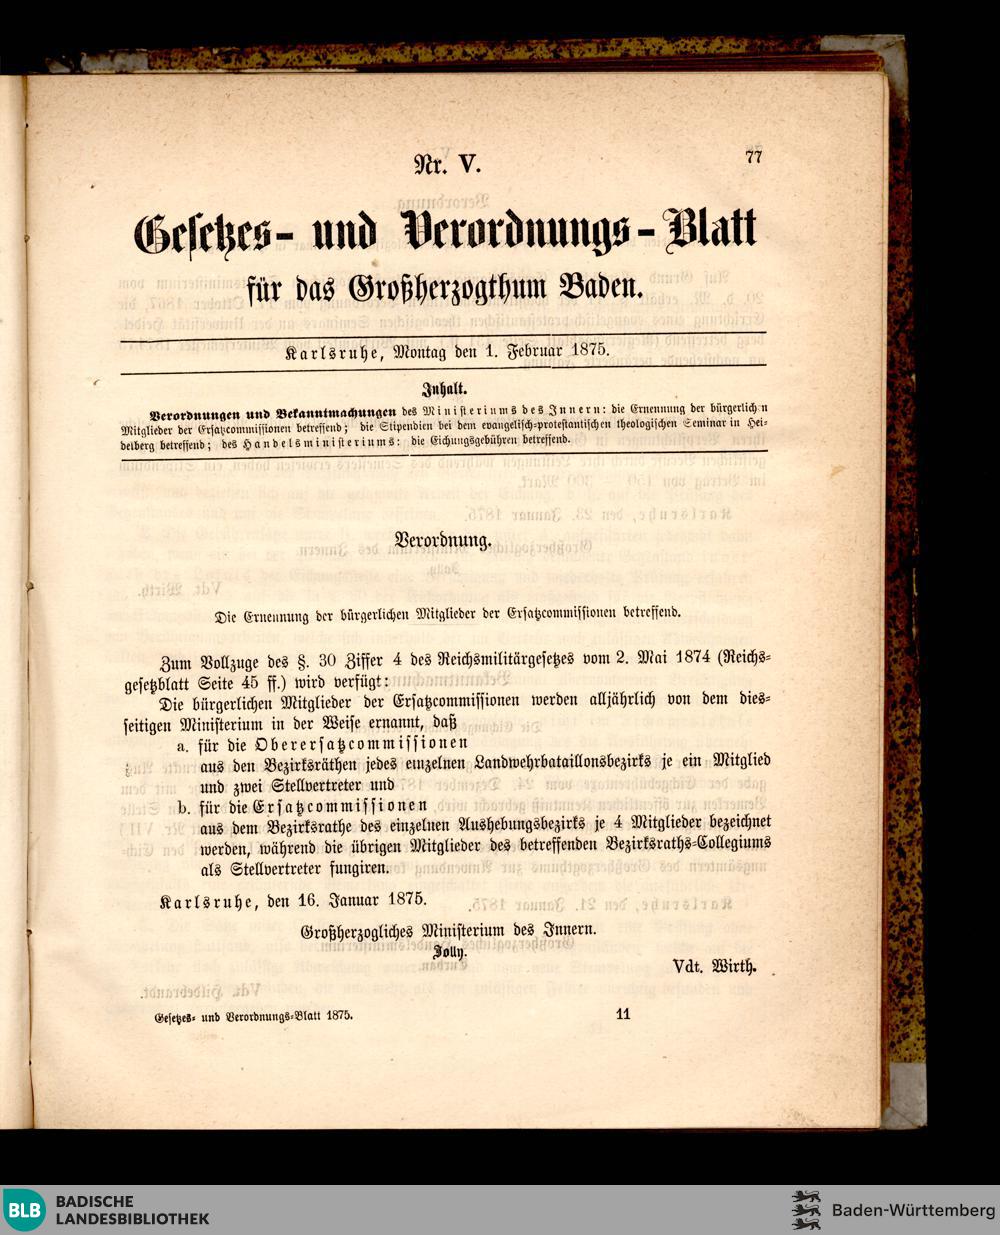 Nr. V.
77
Gesetzes- und Verordnungs-Blatt
für das Großherzogthum Baden.
Karlsruhe, Montag den 1. Februar 1875.
Inhalt.
Verordnungen und Bekanntmachungen des Ministeriums des Innern: die Ernennung der bürgerlichen
Mitglieder der Ersatzcommissionen betreffend; die Stipendien bei dem evangelisch-protestantischen theologischen Seminar in Hei-
delberg betreffend; des Handelsministeriums: die Eichungsgebühren betreffend.
Verordnung.
Die Ernennung der bürgerlichen Mitglieder der Ersatzcommissionen betreffend.
Zum Vollzuge des §. 30 Ziffer 4 des Reichsmilitärgesetzes vom 2. Mai 1874 (Reichs-
gesetzblatt Seite 45 ff.) wird verfügt:
Die bürgerlichen Mitglieder der Ersatzcommissionen werden alljährlich von dem dies-
seitigen Ministerium in der Weise ernannt, daß
a. für die Oberersatzcommissionen
aus den Bezirksräthen jedes einzelnen Landwehrbataillonsbezirks je ein Mitglied
und zwei Stellvertreter und
b. für die Ersatzcommissionen
aus dem Bezirksrathe des einzelnen Aushebungsbezirks je 4 Mitglieder bezeichnet
werden, während die übrigen Mitglieder des betreffenden Bezirksraths-Collegiums
als Stellvertreter fungiren.
Karlsruhe, den 16. Januar 1875.
Großherzogliches Ministerium des Innern.
Jolly.
Vdt. Wirth.
Gesetzes- und Verordnungs-Blatt 1875.
11
BLB BADISCHE
LANDESBIBLIOTHEK
Baden-Württemberg